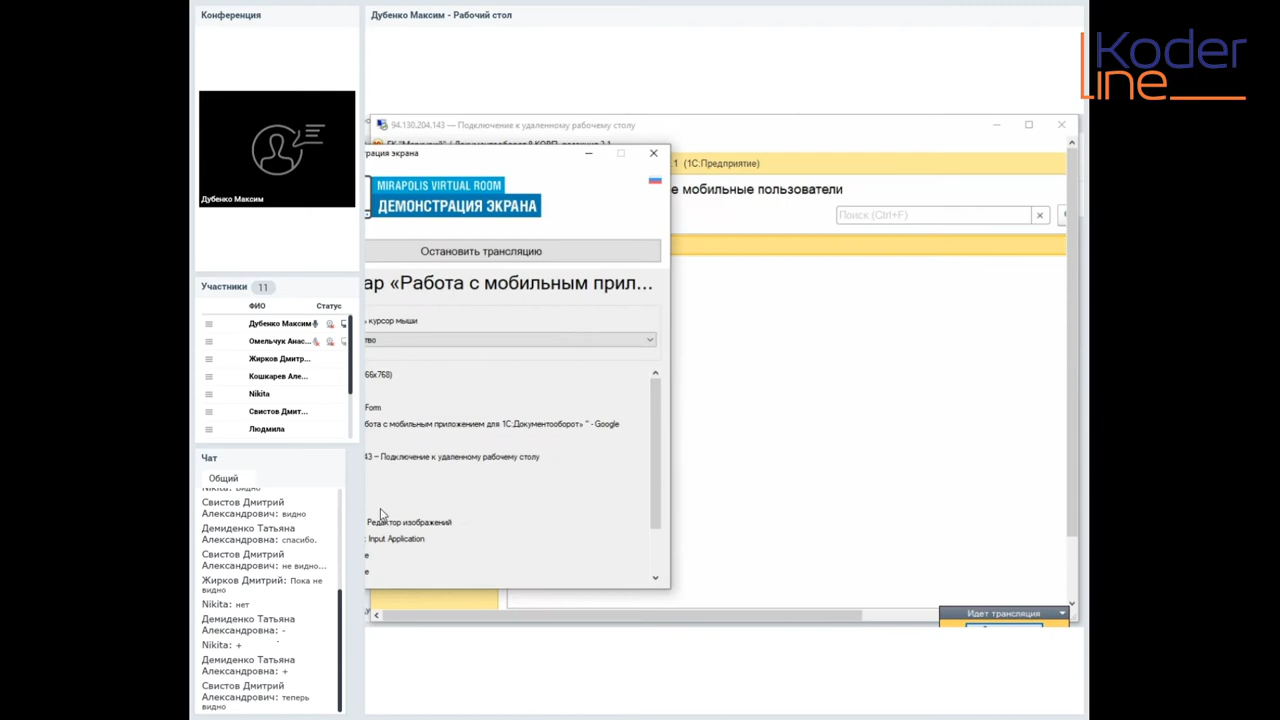 Конференция
Дубенко Максим - Рабочий стол
Koder
line
Дубенко Максим
94.130.204.143 — Подключение к удаленному рабочему столу
рация экрана
.1 (1С:Предприятие)
MIRAPOLIS VIRTUAL ROOM
ДЕМОНСТРАЦИЯ ЭКРАНА
е мобильные пользователи
Поиск (Ctrl+F)
Остановить трансляцию
ар «Работа с мобильным прил...
курсор мыши
тво
66x768)
Form
бота с мобильным приложением для 1С:Документооборот» " - Google
43 – Подключение к удаленному рабочему столу
Редактор изображений
: Input Application
е
е
Идет трансляция
Участники 11
ФИО Статус
Дубенко Максим
Омельчук Анас...
Жирков Дмитр...
Кошкарев Але...
Nikita
Свистов Дмит...
Людмила
Чат
Общий
Nikita: видно
Свистов Дмитрий
Александрович: видно
Демиденко Татьяна
Александровна: спасибо.
Свистов Дмитрий
Александрович: не видно...
Жирков Дмитрий: Пока не
видно
Nikita: нет
Демиденко Татьяна
Александровна: -
Nikita: +
Демиденко Татьяна
Александровна: +
Свистов Дмитрий
Александрович: теперь
видно